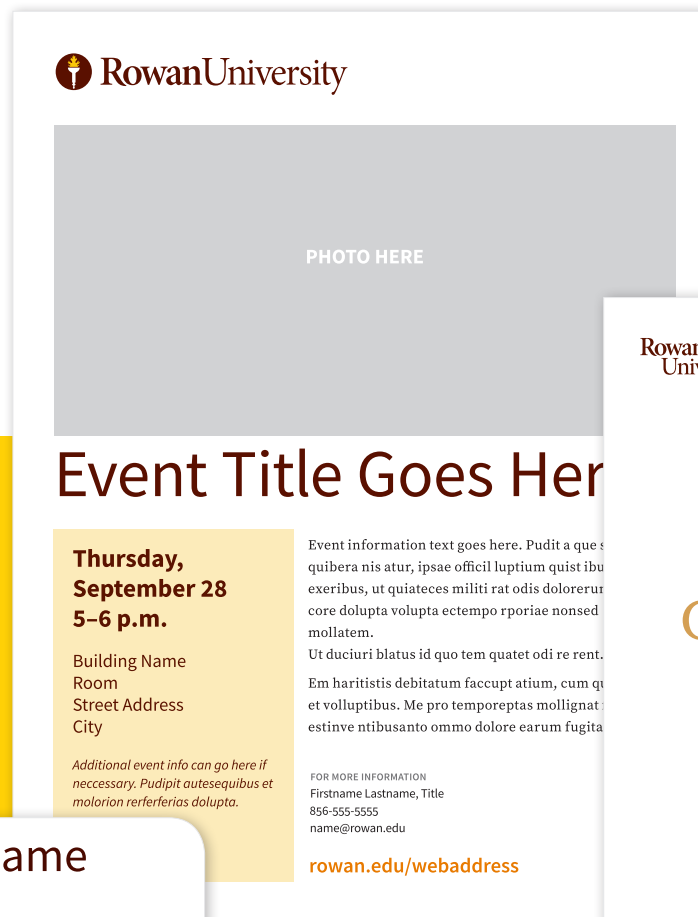 RowanUniversity
PHOTO HERE
Event Title Goes Her
Thursday,
September 28
5–6 p.m.
Building Name
Room
Street Address
City
Additional event info can go here if
neccessary. Pudipit autesequibus et
molorion rerferferias dolupta.
Event information text goes here. Pudit a que
quibera nis atur, ipsae officil luptium quist ibu
exeribus, ut quiateces militi rat odis dolorerur
core dolupta volupta ectempo rporiae nonsed
mollatem.
Ut duciuri blatus id quo tem quatet odi re rent.
Em haritistis debitatum faccupt atium, cum qu
et volluptibus. Me pro temporeptas mollignat
estinve ntibusanto ommo dolore earum fugita
FOR MORE INFORMATION
Firstname Lastname, Title
856-555-5555
name@rowan.edu
rowan.edu/webaddress
Rowan
Univ
ame